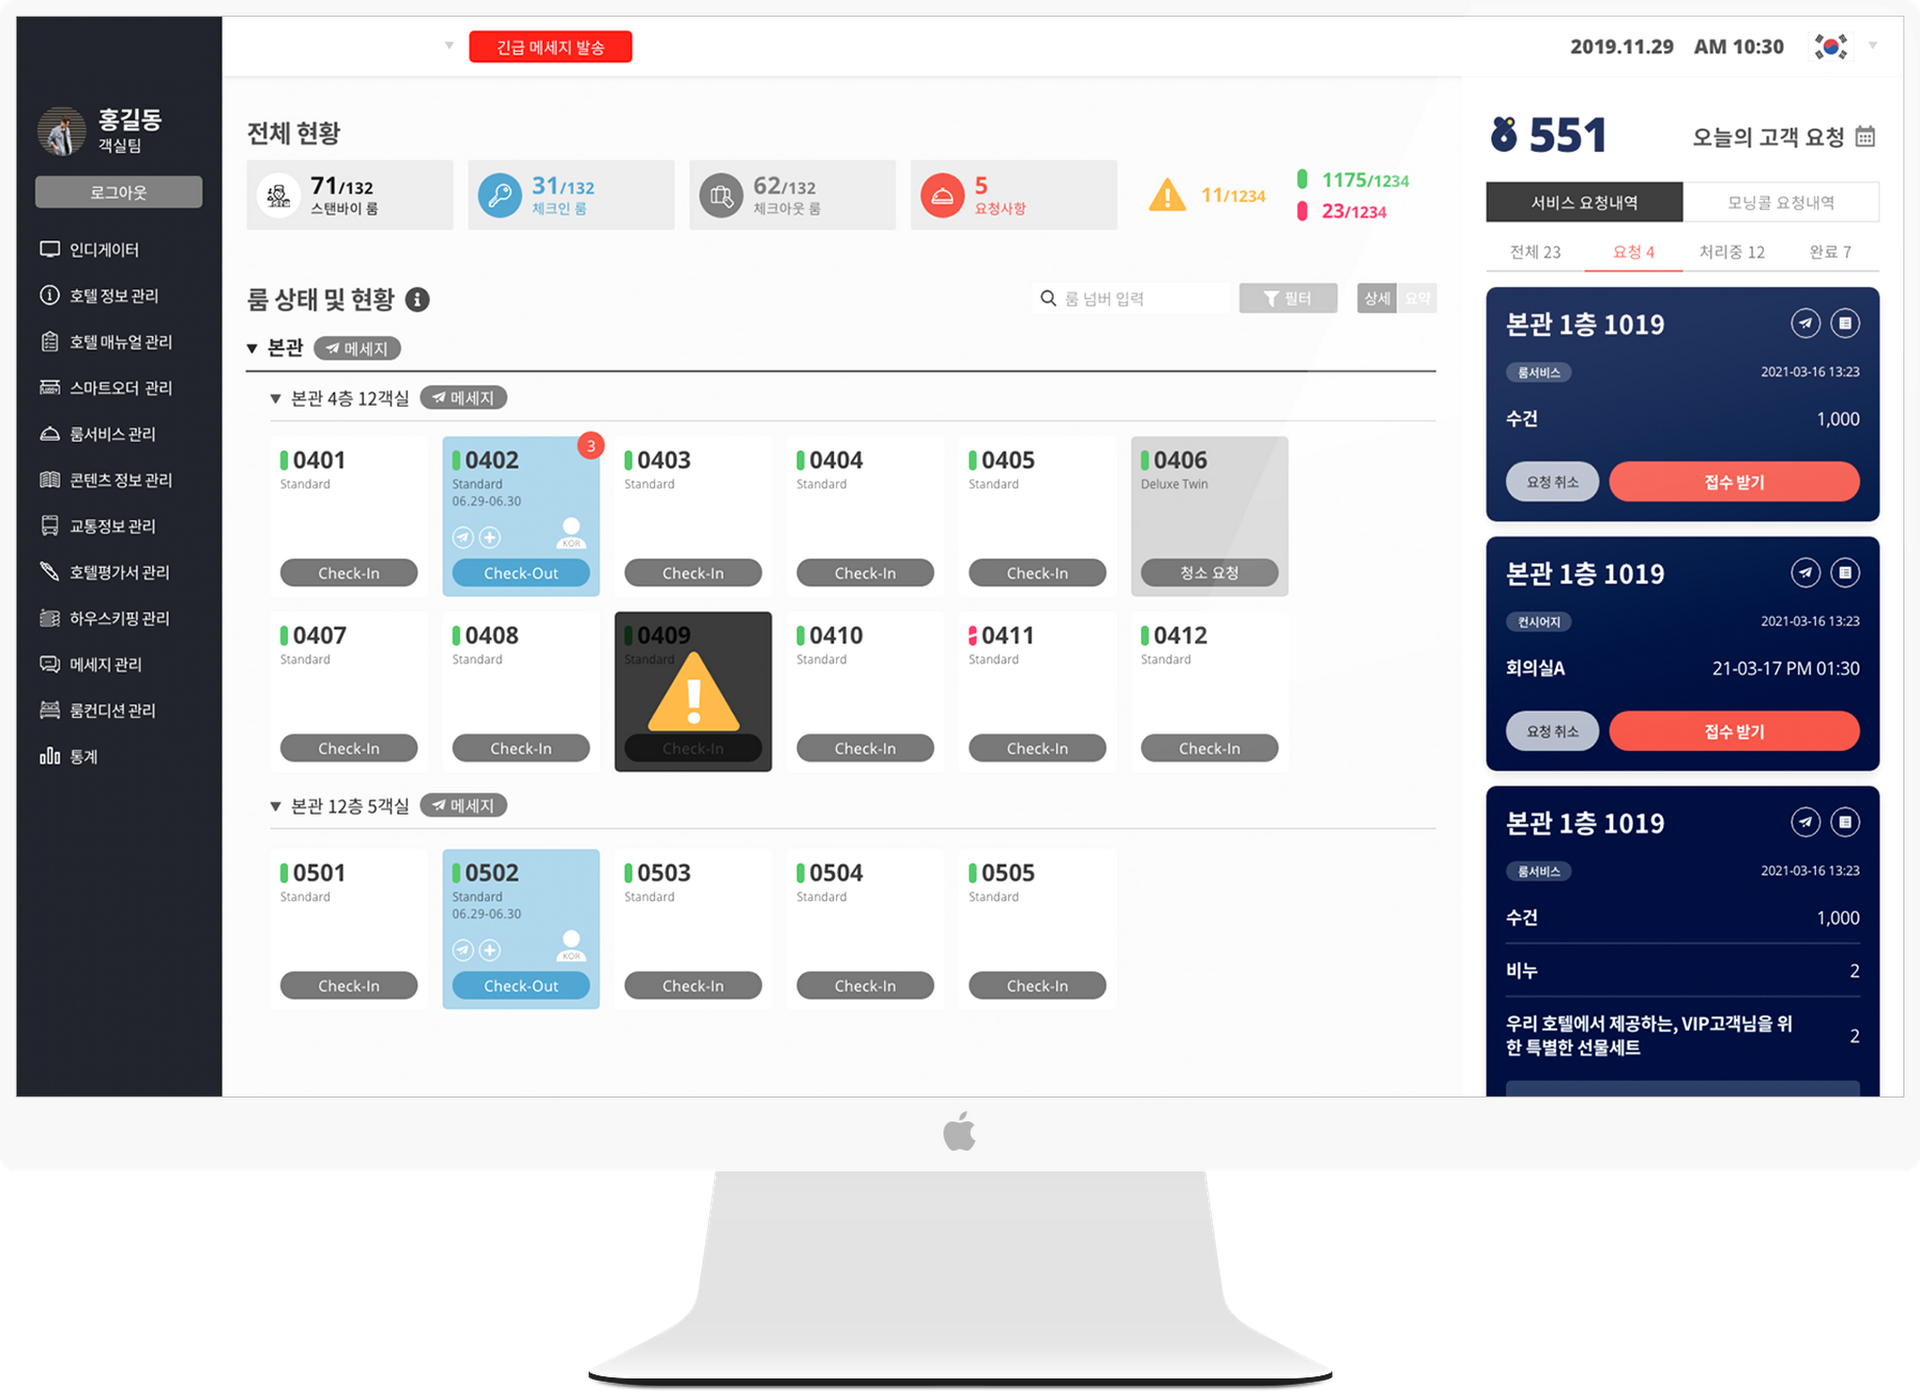 긴급 메세지 발송
2019.11.29 AM 10:30
홍길동
객실팀
로그아웃
인디게이터
호텔 정보 관리
호텔 매뉴얼 관리
스마트오더 관리
룸서비스 관리
콘텐츠 정보 관리
교통정보 관리
호텔평가서 관리
하우스키핑 관리
메세지 관리
룸컨디션 관리
통계
전체 현황
71/132
스탠바이 룸
31/132
체크인 룸
62/132
체크아웃 룸
5
요청사항
11/1234
1175/1234
23/1234
룸 상태 및 현황
룸 넘버 입력
필터
상세
요약
본관
메세지
본관 4층 12객실
메세지
0401
Standard
Check-In
3
0402
Standard
06.29-06.30
KOR
Check-Out
0403
Standard
Check-In
0404
Standard
Check-In
0405
Standard
Check-In
0406
Deluxe Twin
청소 요청
0407
Standard
Check-In
0408
Standard
Check-In
0409
Standard
Check-In
0410
Standard
Check-In
0411
Standard
Check-In
0412
Standard
Check-In
본관 12층 5객실
메세지
0501
Standard
Check-In
0502
Standard
06.29-06.30
KOR
Check-Out
0503
Standard
Check-In
0504
Standard
Check-In
0505
Standard
Check-In
551
오늘의 고객 요청
서비스 요청내역
모닝콜 요청내역
전체 23
요청 4
처리중 12
완료 7
본관 1층 1019
룸서비스
2021-03-16 13:23
수건 1,000
요청 취소
접수 받기
본관 1층 1019
컨시어지
2021-03-16 13:23
회의실A 21-03-17 PM 01:30
요청 취소
접수 받기
본관 1층 1019
룸서비스
2021-03-16 13:23
수건 1,000
비누 2
우리 호텔에서 제공하는, VIP고객님을 위
한 특별한 선물세트
2